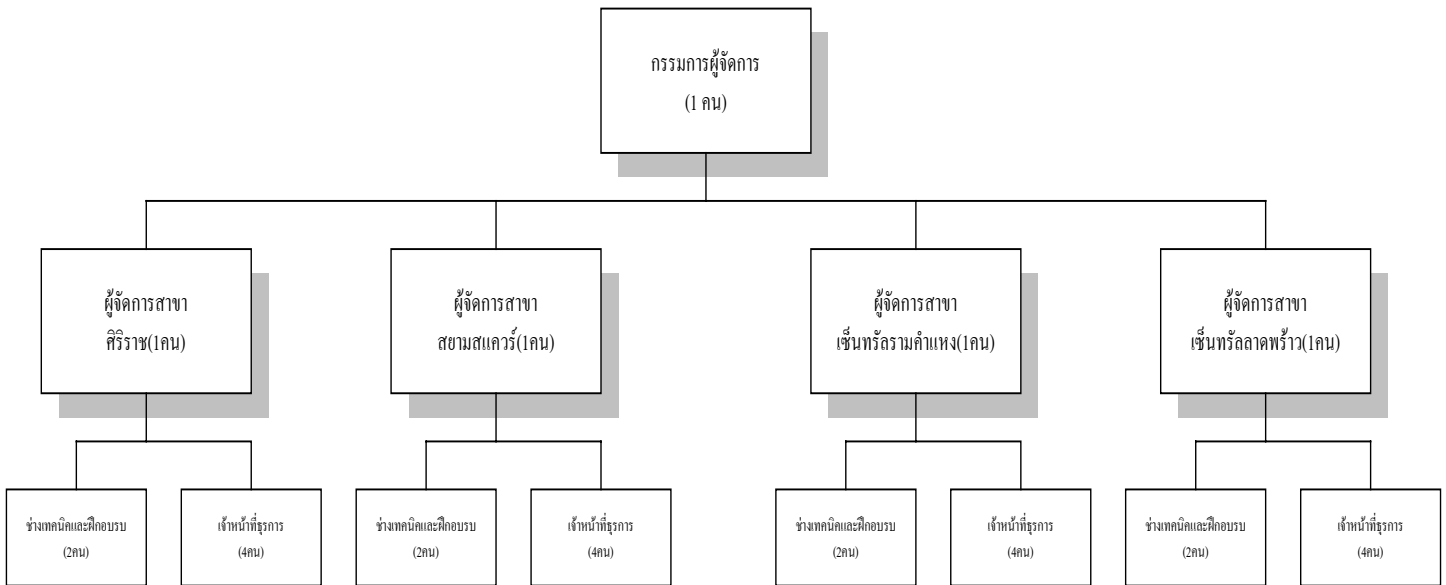 กรรมการผู้จัดการ
(1 คน)
ผู้จัดการสาขา
ศิริราช(1คน)
ผู้จัดการสาขา
สยามสแควร์(1คน)
ผู้จัดการสาขา
เซ็นทรัลรามคำแหง(1คน)
ผู้จัดการสาขา
เซ็นทรัลลาดพร้าว(1คน)
ช่างเทคนิคและฝึกอบรบ
(2คน)
เจ้าหน้าที่ธุรการ
(4คน)
ช่างเทคนิคและฝึกอบรบ
(2คน)
เจ้าหน้าที่ธุรการ
(4คน)
ช่างเทคนิคและฝึกอบรบ
(2คน)
เจ้าหน้าที่ธุรการ
(4คน)
ช่างเทคนิคและฝึกอบรบ
(2คน)
เจ้าหน้าที่ธุรการ
(4คน)